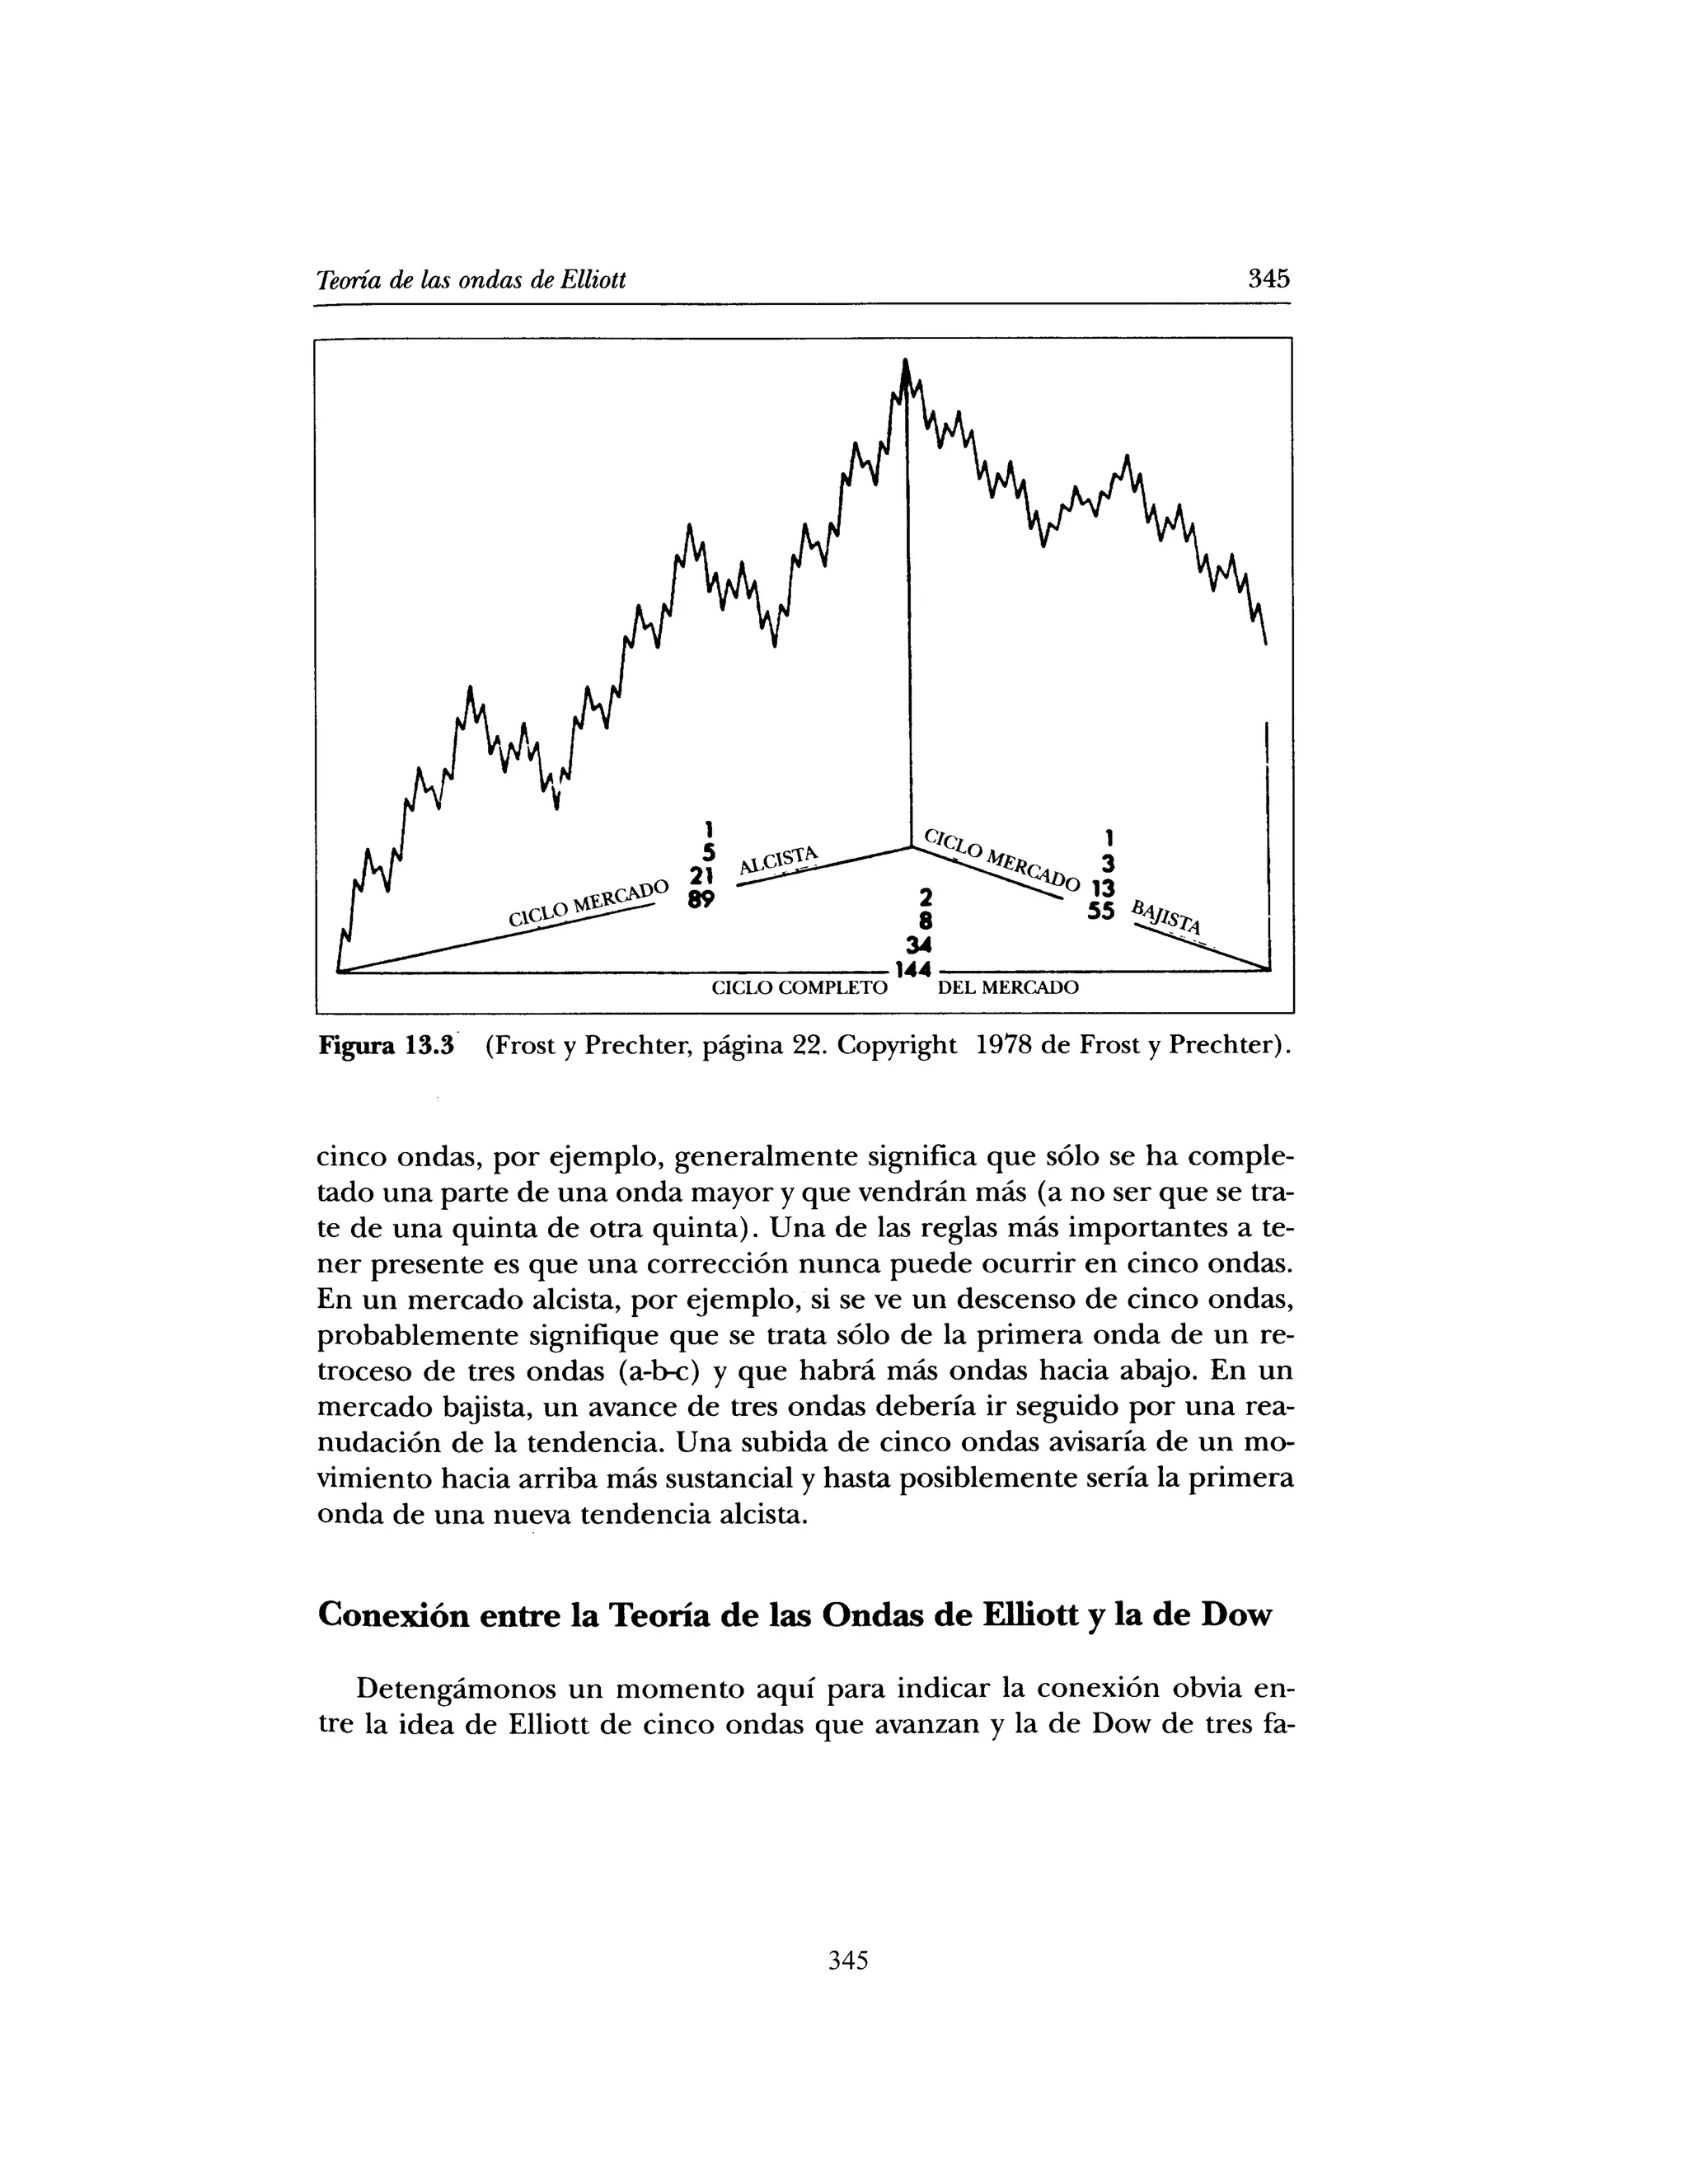 Teoría de las ondas de Elliott 345
1
5
21
89
CICLO MERCADO ALCISTA
1
3
13
55
CICLO MERCADO BAJISTA
2
8
34
144
CICLO COMPLETO DEL MERCADO
Figura 13.3 (Frost y Prechter, página 22. Copyright 1978 de Frost y Prechter).
cinco ondas, por ejemplo, generalmente significa que sólo se ha comple-
tado una parte de una onda mayor y que vendrán más (a no ser que se tra-
te de una quinta de otra quinta). Una de las reglas más importantes a te-
ner presente es que una corrección nunca puede ocurrir en cinco ondas.
En un mercado alcista, por ejemplo, si se ve un descenso de cinco ondas,
probablemente signifique que se trata sólo de la primera onda de un re-
troceso de tres ondas (a-b-c) y que habrá más ondas hacia abajo. En un
mercado bajista, un avance de tres ondas debería ir seguido por una rea-
nudación de la tendencia. Una subida de cinco ondas avisaría de un mo-
vimiento hacia arriba más sustancial y hasta posiblemente sería la primera
onda de una nueva tendencia alcista.
Conexión entre la Teoría de las Ondas de Elliott y la de Dow
Detengámonos un momento aquí para indicar la conexión obvia en-
tre la idea de Elliott de cinco ondas que avanzan y la de Dow de tres fa-
345